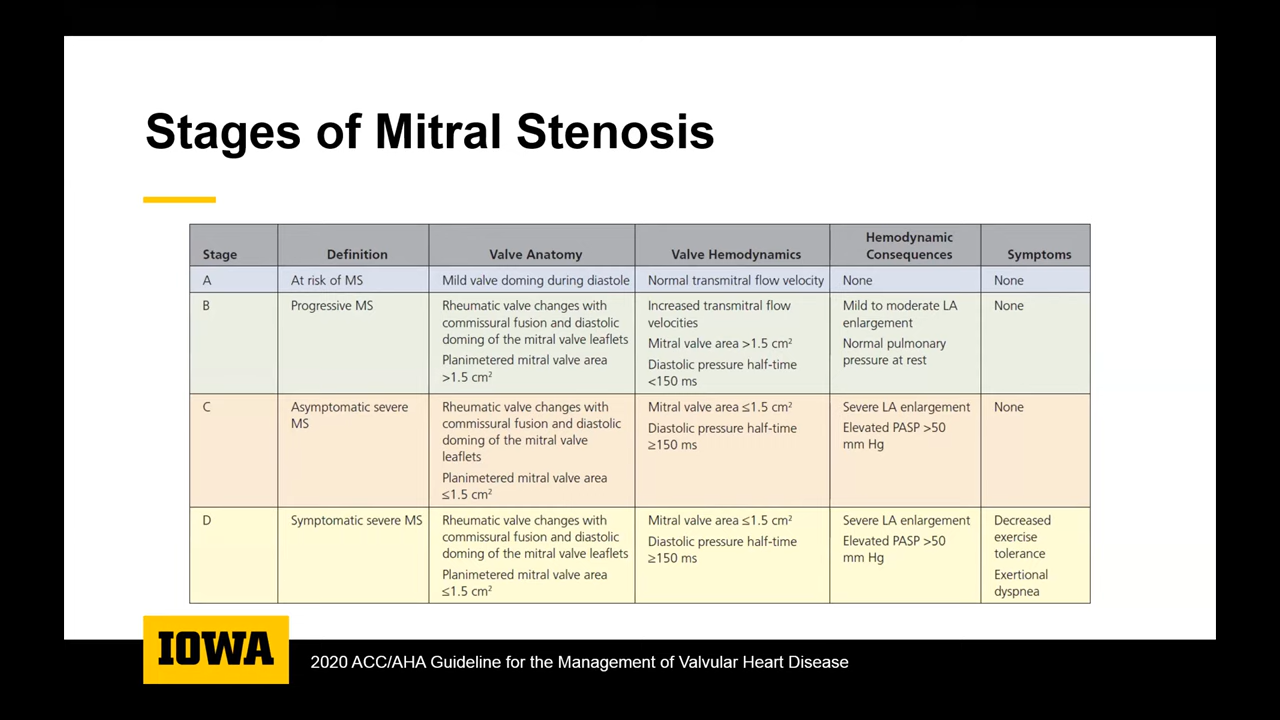 Stages of Mitral Stenosis
Stage
Definition
Valve Anatomy
Valve Hemodynamics
Hemodynamic
Consequences
Symptoms
A
At risk of MS
Mild valve doming during diastole
Normal transmitral flow velocity
None
None
B
Progressive MS
Rheumatic valve changes with
commissural fusion and diastolic
doming of the mitral valve leaflets
Planimetered mitral valve area
>1.5 cm²
Increased transmitral flow
velocities
Mitral valve area >1.5 cm²
Diastolic pressure half-time
<150 ms
Mild to moderate LA
enlargement
Normal pulmonary
pressure at rest
None
C
Asymptomatic severe
MS
Rheumatic valve changes with
commissural fusion and diastolic
doming of the mitral valve
leaflets
Planimetered mitral valve area
≤1.5 cm²
Mitral valve area ≤1.5 cm²
Diastolic pressure half-time
≥150 ms
Severe LA enlargement
Elevated PASP >50
mm Hg
None
D
Symptomatic severe MS
Rheumatic valve changes with
commissural fusion and diastolic
doming of the mitral valve leaflets
Planimetered mitral valve area
≤1.5 cm²
Mitral valve area ≤1.5 cm²
Diastolic pressure half-time
≥150 ms
Severe LA enlargement
Elevated PASP >50
mm Hg
Decreased
exercise
tolerance
Exertional
dyspnea
IOWA
2020 ACC/AHA Guideline for the Management of Valvular Heart Disease